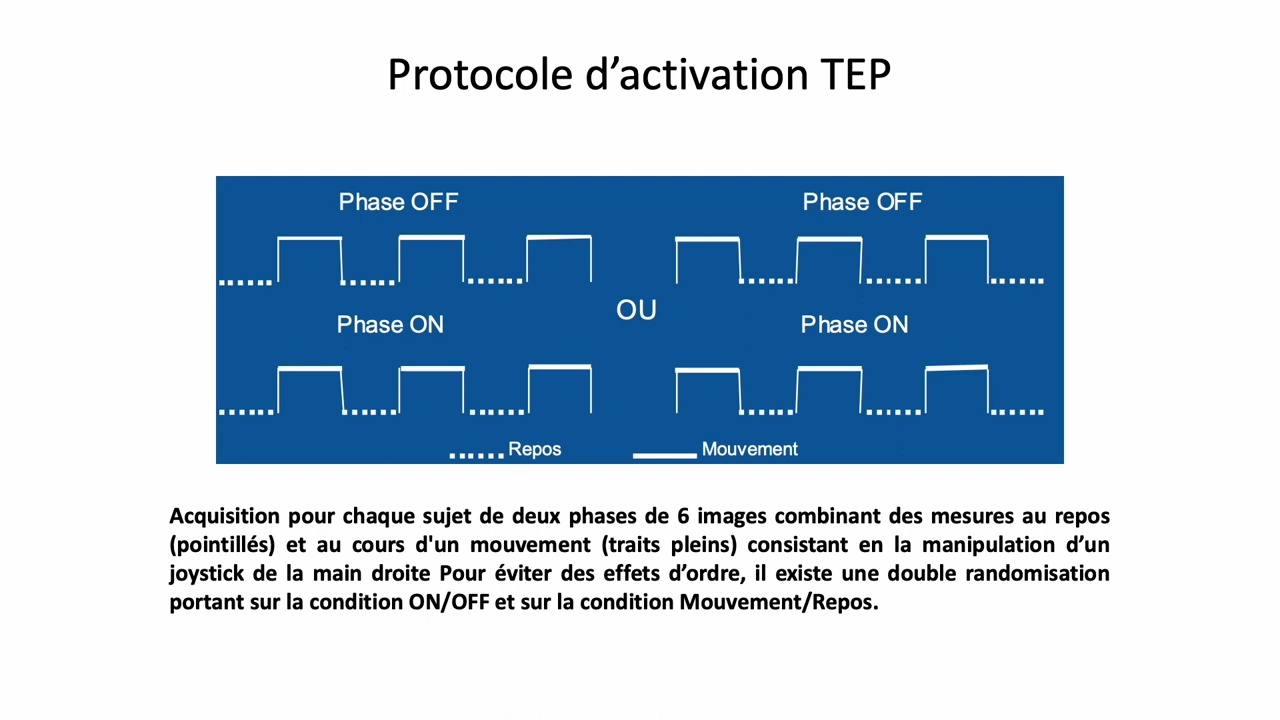 Protocole d’activation TEP
Phase OFF
Phase OFF
OU
Phase ON
Phase ON
Repos
Mouvement
Acquisition pour chaque sujet de deux phases de 6 images combinant des mesures au repos
(pointillés) et au cours d'un mouvement (traits pleins) consistant en la manipulation d’un
joystick de la main droite Pour éviter des effets d’ordre, il existe une double randomisation
portant sur la condition ON/OFF et sur la condition Mouvement/Repos.